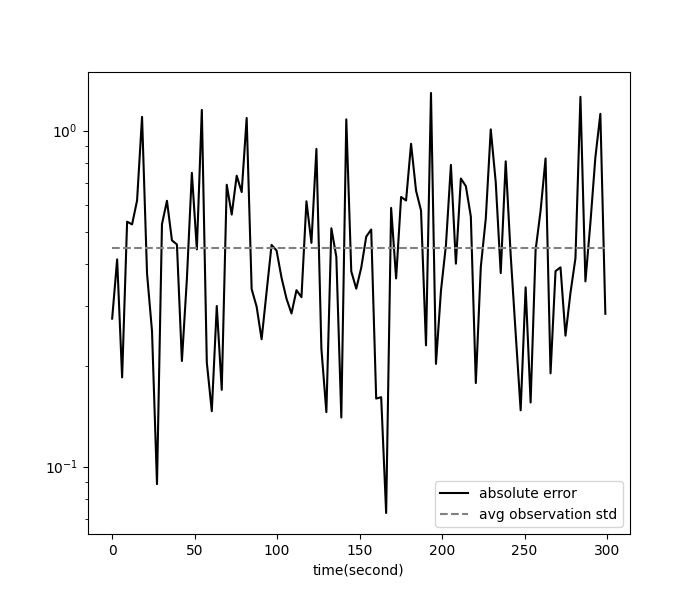 10⁰
10⁻¹
absolute error
avg observation std
0 50 100 150 200 250 300
time(second)